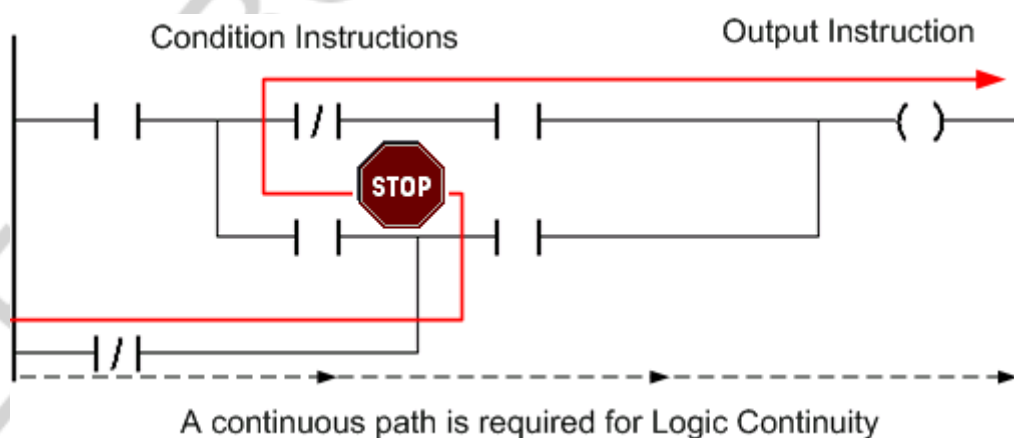 Condition Instructions
Output Instruction
STOP
A continuous path is required for Logic Continuity